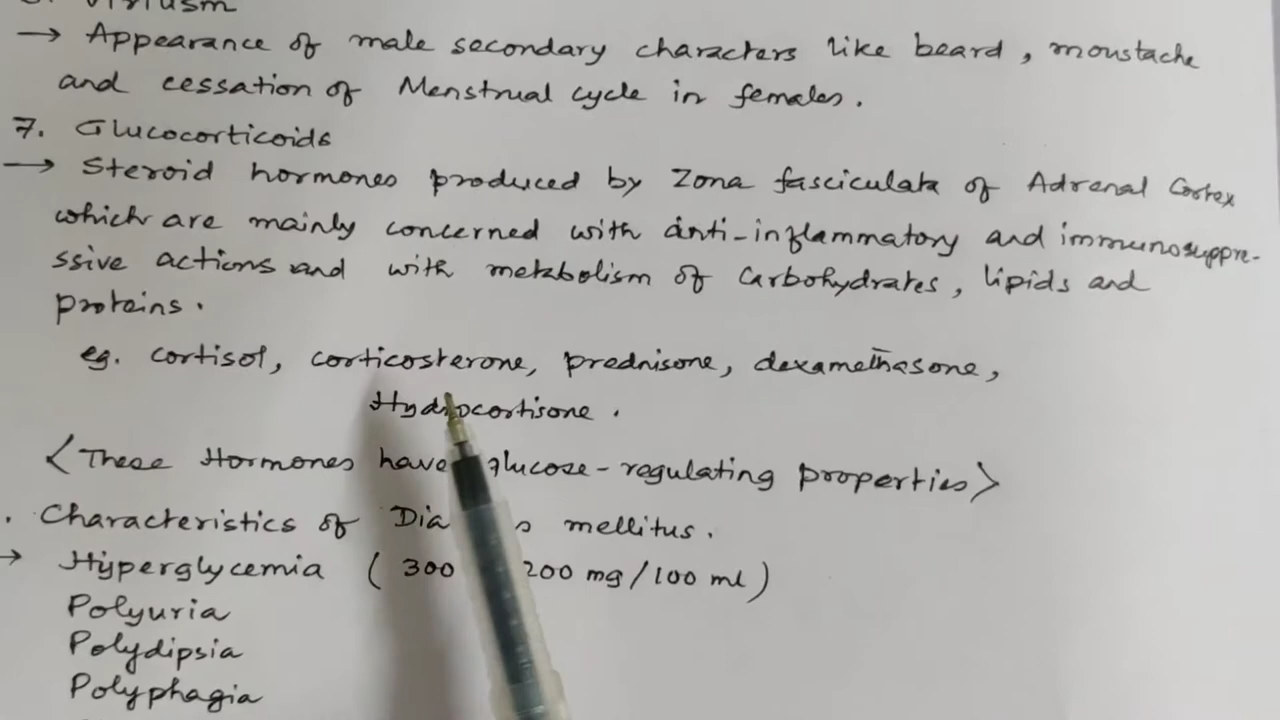 → Appearance of male secondary characters like beard, moustache
and cessation of Menstrual cycle in females.
7. Glucocorticoids
→ Steroid hormones produced by Zona fasciculata of Adrenal Cortex
which are mainly concerned with anti-inflammatory and immunosuppre-
ssive actions and with metabolism of Carbohydrates, lipids and
proteins.
eg. cortisol, corticosterone, prednisone, dexamethasone,
Hydrocortisone.
<These Hormones have glucose-regulating properties>
. Characteristics of Dia s mellitus.
→ Hyperglycemia (300 200 mg/100 ml)
Polyuria
Polydipsia
Polyphagia